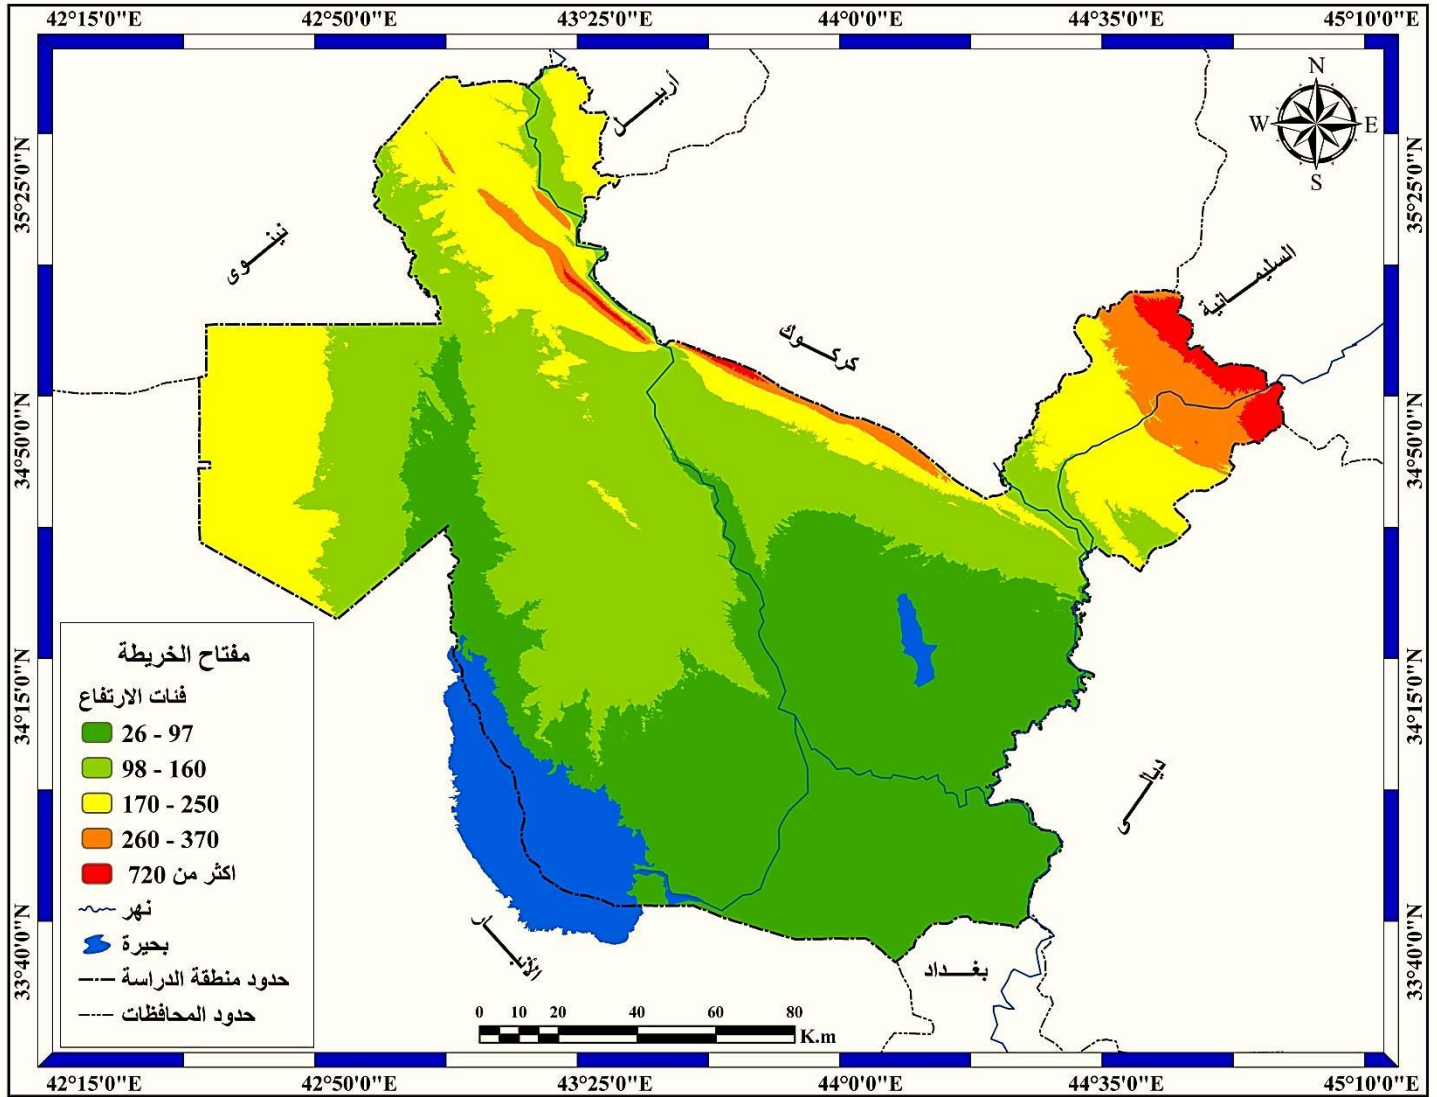 42°15'0"E 42°50'0"E 43°25'0"E 44°0'0"E 44°35'0"E 45°10'0"E
N
W E
S
35°25'0"N
35°25'0"N
34°50'0"N
34°50'0"N
34°15'0"N
34°15'0"N
33°40'0"N
33°40'0"N
اربيل
نينوى
كركوك
السليمانية
ديالى
الأنبار
بغداد
مفتاح الخريطة
فئات الارتفاع
26 - 97
98 - 160
170 - 250
260 - 370
اكثر من 720
نهر
بحيرة
حدود منطقة الدراسة
حدود المحافظات
0 10 20 40 60 80
K.m
42°15'0"E 42°50'0"E 43°25'0"E 44°0'0"E 44°35'0"E 45°10'0"E